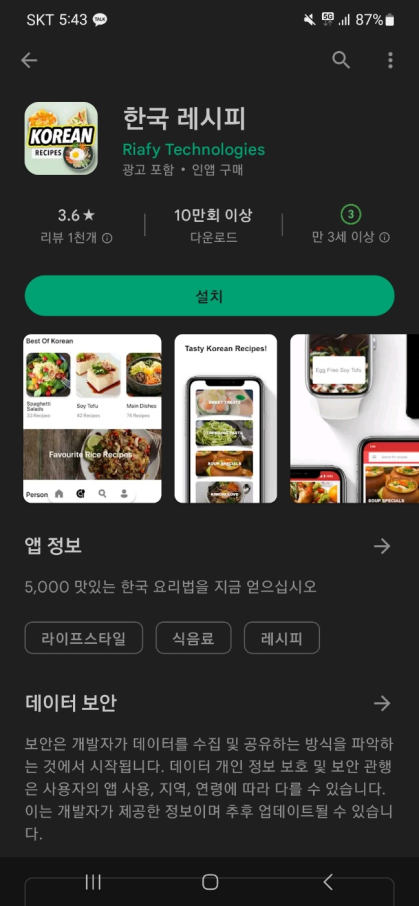 SKT 5:43 TALK 5G 87%
한국 레시피
KOREAN
RECIPES
Riafy Technologies
광고 포함 • 인앱 구매
3.6★
리뷰 1천개
10만회 이상
다운로드
3
만 3세 이상
설치
Best Of Korean
Spaghetti Salads
Soy Tofu
Main Dishes
Favourite Rice Recipes
Person
Tasty Korean Recipes!
SWEET TREATS
SOUP SPECIALS
Egg Free Soy Tofu
SOUP SPECIALS
앱 정보
5,000 맛있는 한국 요리법을 지금 얻으십시오
라이프스타일
식음료
레시피
데이터 보안
보안은 개발자가 데이터를 수집 및 공유하는 방식을 파악하
는 것에서 시작됩니다. 데이터 개인 정보 보호 및 보안 관행
은 사용자의 앱 사용, 지역, 연령에 따라 다를 수 있습니다.
이는 개발자가 제공한 정보이며 추후 업데이트될 수 있습니
다.